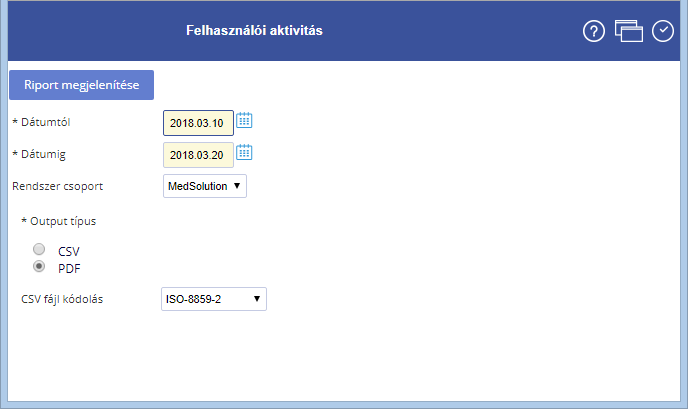 Felhasználói aktivitás
?
Riport megjelenítése
* Dátumtól 2018.03.10
* Dátumig 2018.03.20
Rendszer csoport MedSolution
* Output típus
CSV
PDF
CSV fájl kódolás ISO-8859-2